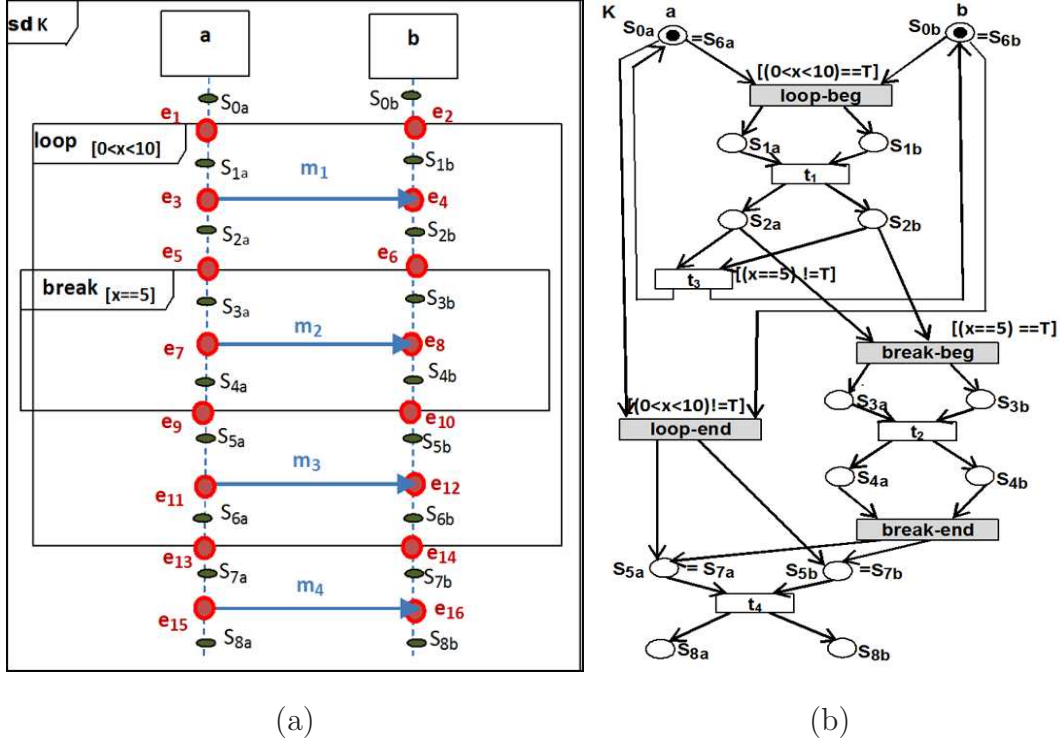 sd K
a
b
S0a
S0b
e1
e2
loop [0<x<10]
S1a
S1b
m1
e3
e4
S2a
S2b
e5
e6
break [x==5]
S3a
S3b
m2
e7
e8
S4a
S4b
e9
e10
S5a
S5b
m3
e11
e12
S6a
S6b
e13
e14
S7a
S7b
m4
e15
e16
S8a
S8b
(a)
K
a
b
S0a
=S6a
S0b
=S6b
[(0<x<10)==T]
loop-beg
S1a
S1b
t1
S2a
S2b
t3
[(x==5) !=T]
[(x==5) ==T]
break-beg
S3a
S3b
[(0<x<10)!=T]
loop-end
t2
S4a
S4b
break-end
S5a
= S7a
S5b
=S7b
t4
S8a
S8b
(b)